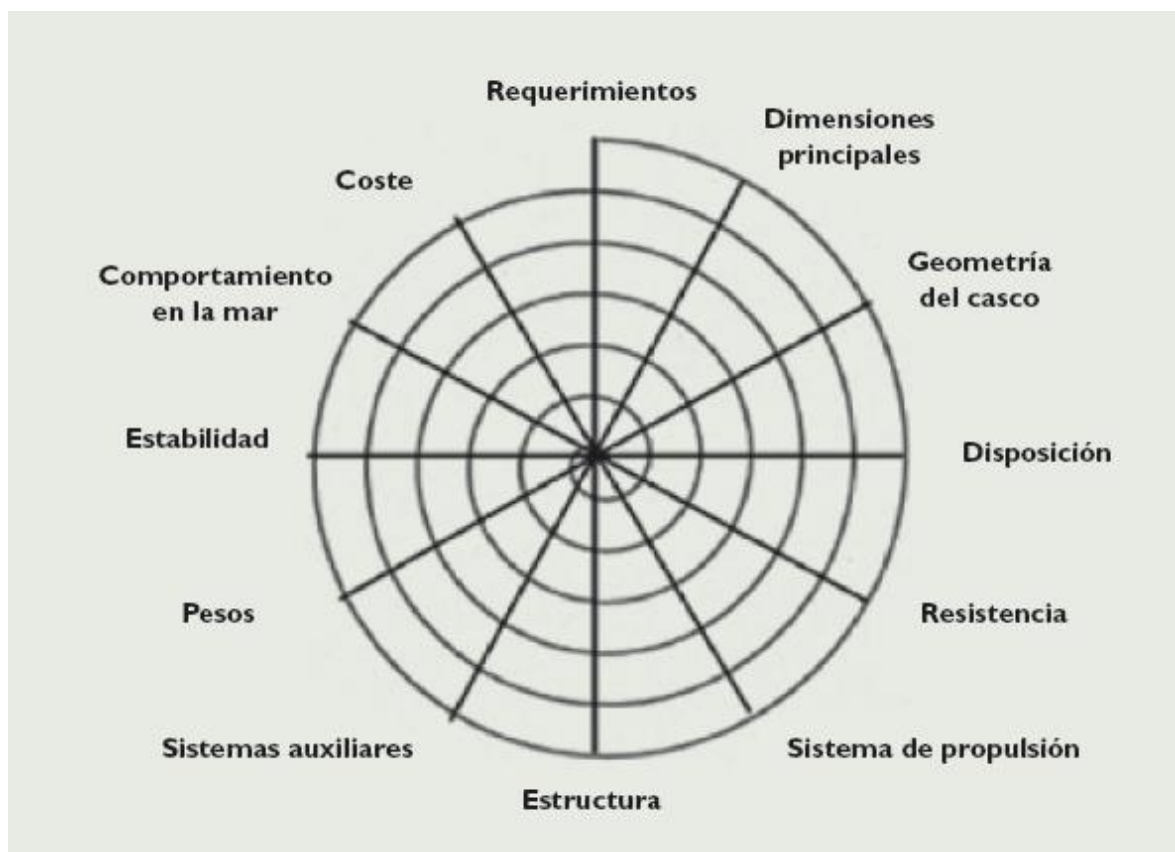 Requerimientos
Dimensiones
principales
Coste
Geometría
del casco
Comportamiento
en la mar
Estabilidad
Disposición
Pesos
Resistencia
Sistemas auxiliares
Sistema de propulsión
Estructura